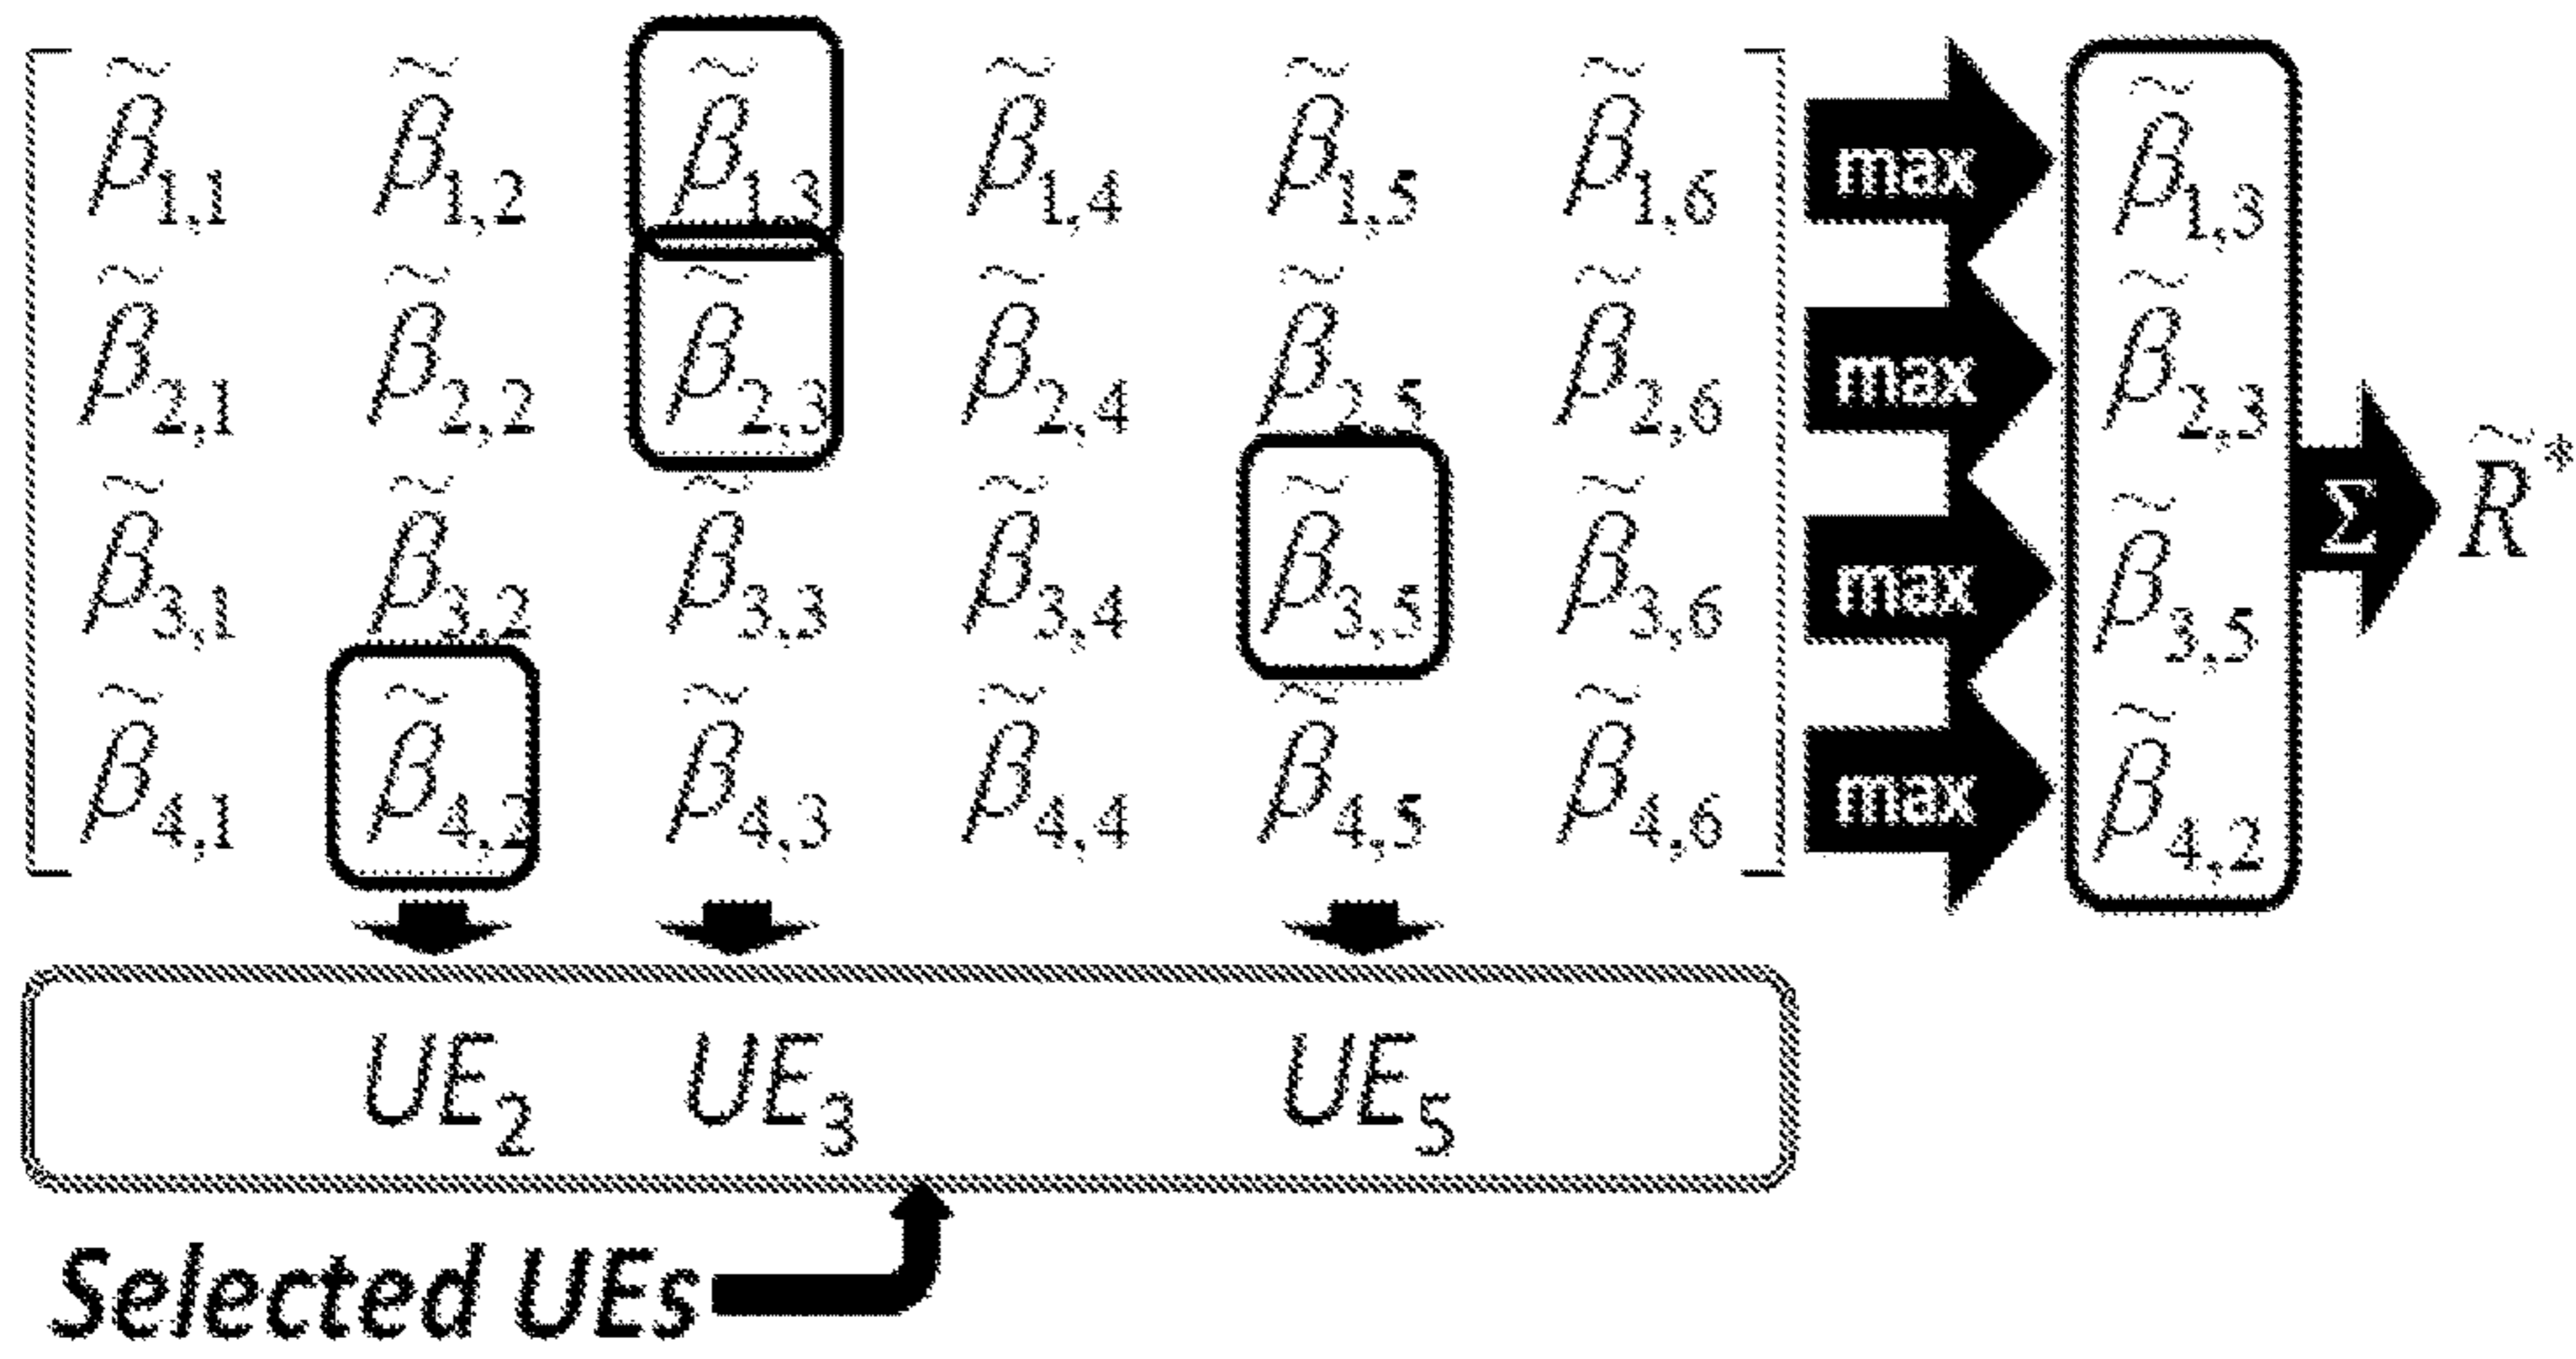 β̃1,1 β̃1,2 β̃1,3 β̃1,4 β̃1,5 β̃1,6 max β̃1,3
β̃2,1 β̃2,2 β̃2,3 β̃2,4 β̃2,5 β̃2,6 max β̃2,3
β̃3,1 β̃3,2 β̃3,3 β̃3,4 β̃3,5 β̃3,6 max β̃3,5
Σ R̃*
β̃4,1 β̃4,2 β̃4,3 β̃4,4 β̃4,5 β̃4,6 max β̃4,2
UE2 UE3 UE5
Selected UEs